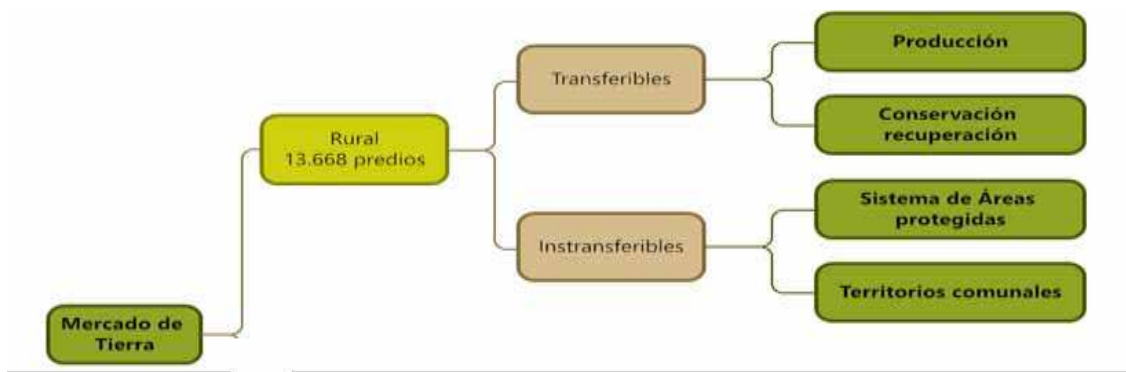 Producción
Transferibles
Conservación
recuperación
Rural
13.668 predios
Sistema de Áreas
protegidas
Instransferibles
Territorios comunales
Mercado de
Tierra